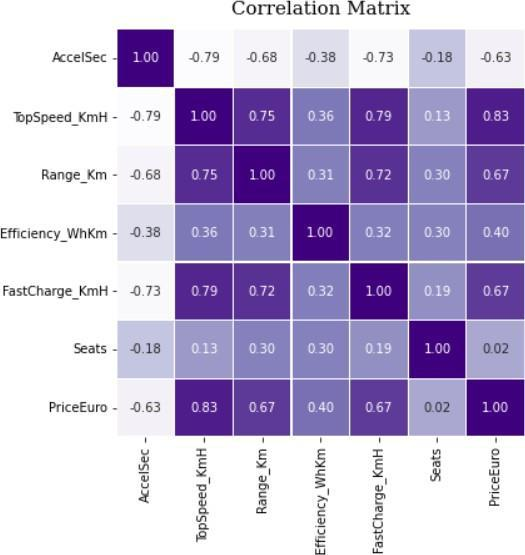 Correlation Matrix
AccelSec 1.00 -0.79 -0.68 -0.38 -0.73 -0.18 -0.63
TopSpeed_KmH -0.79 1.00 0.75 0.36 0.79 0.13 0.83
Range_Km -0.68 0.75 1.00 0.31 0.72 0.30 0.67
Efficiency_WhKm -0.38 0.36 0.31 1.00 0.32 0.30 0.40
FastCharge_KmH -0.73 0.79 0.72 0.32 1.00 0.19 0.67
Seats -0.18 0.13 0.30 0.30 0.19 1.00 0.02
PriceEuro -0.63 0.83 0.67 0.40 0.67 0.02 1.00
AccelSec TopSpeed_KmH Range_Km Efficiency_WhKm FastCharge_KmH Seats PriceEuro